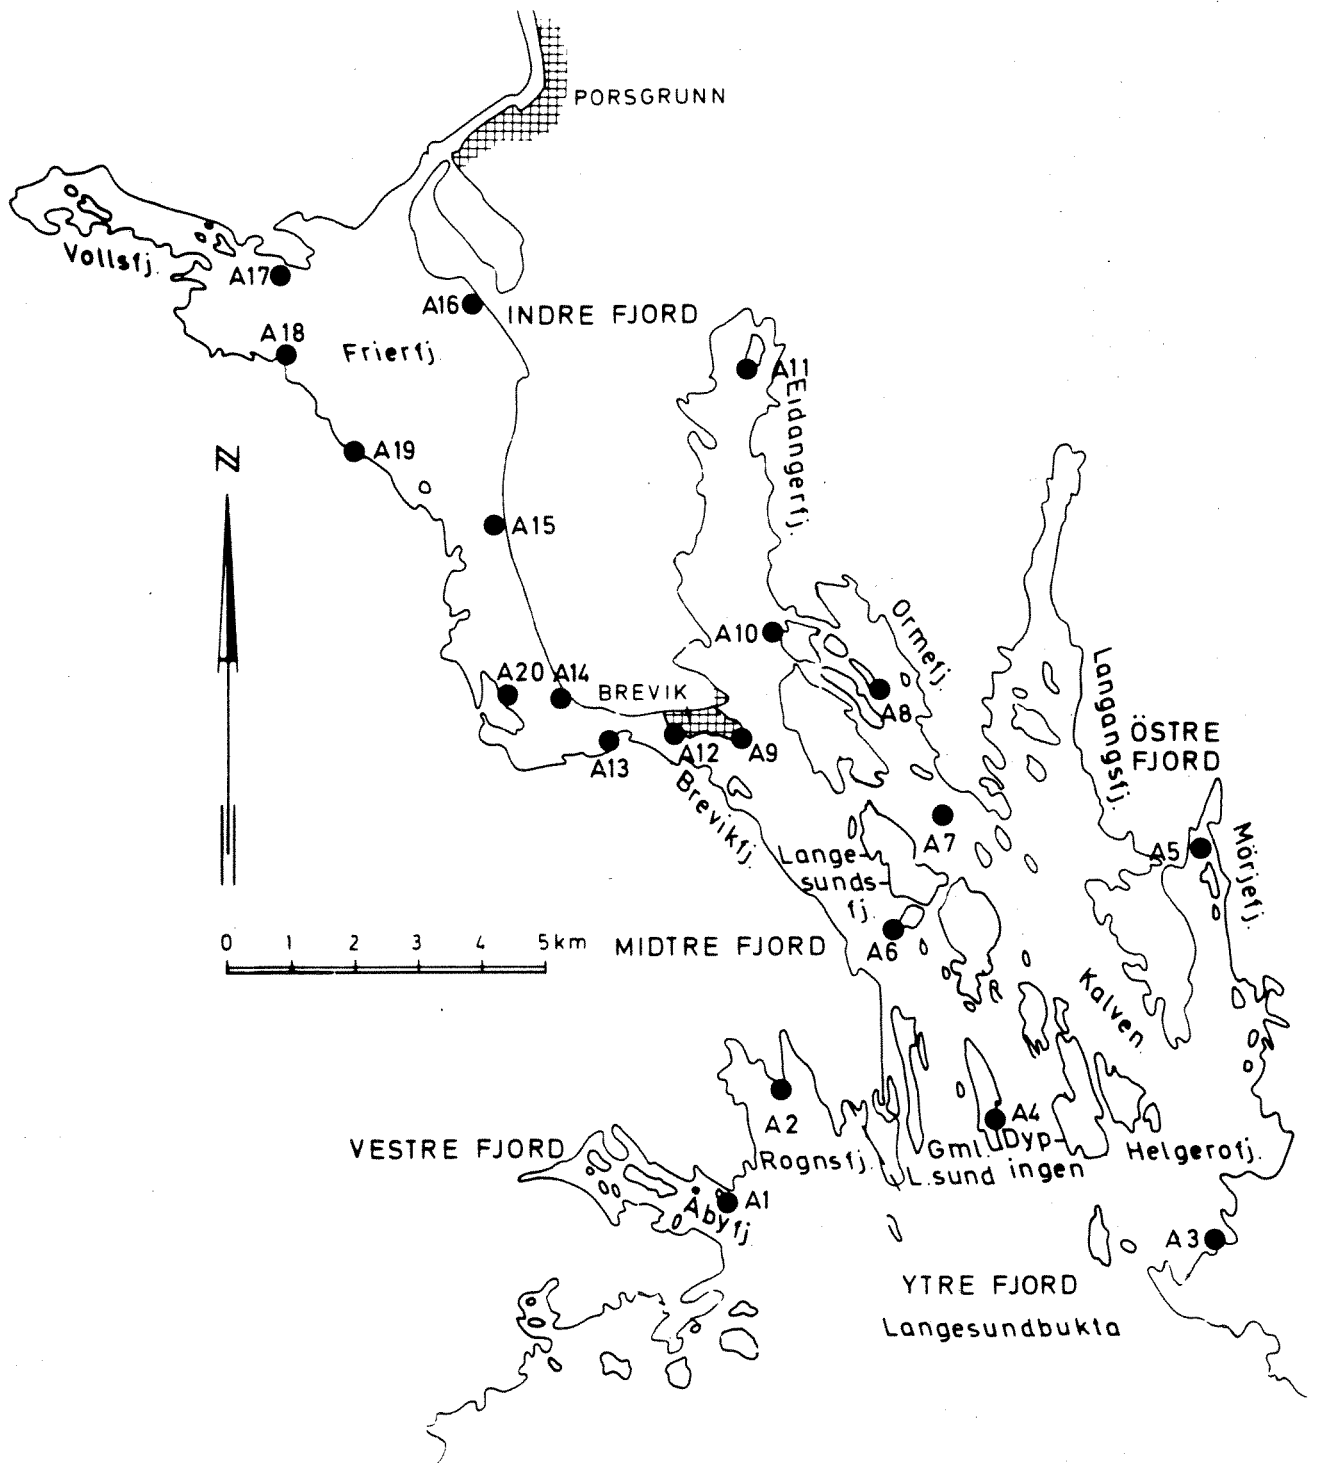 PORSGRUNN
Vollsfj.
A17
A16
INDRE FJORD
A18
Frierfj.
A11
Eidangerfj.
N
A19
A15
Ormefj.
A10
A20
A14
BREVIK
A8
Langangsfj.
ÖSTRE
FJORD
A13
A12
A9
Brevikfj.
A7
A5
Mörjefj.
Lange-
sunds-
fj.
0 1 2 3 4 5 km
MIDTRE FJORD
A6
Kalven
A2
A4
VESTRE FJORD
Rognsfj.
Gml.
L.sund
Dyp-
ingen
Helgerofj.
A1
Åbyfj.
A3
YTRE FJORD
Langesundbukta